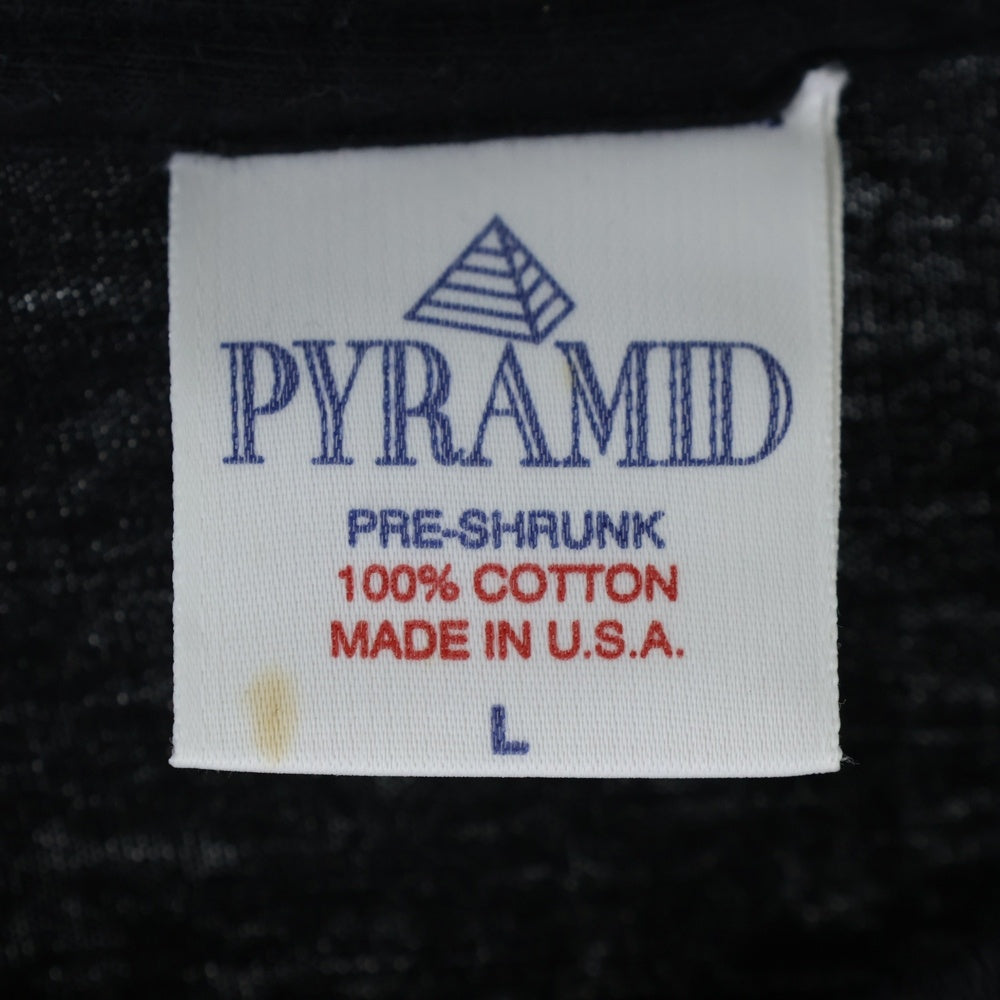 PYRAMID
PRE-SHRUNK
100% COTTON
MADE IN U.S.A.
L